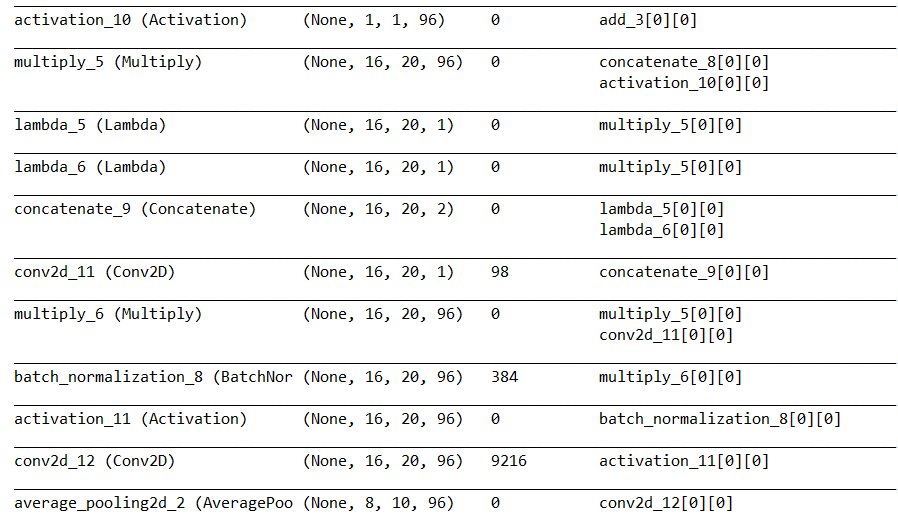 activation_10 (Activation) (None, 1, 1, 96) 0 add_3[0][0]
multiply_5 (Multiply) (None, 16, 20, 96) 0 concatenate_8[0][0]
activation_10[0][0]
lambda_5 (Lambda) (None, 16, 20, 1) 0 multiply_5[0][0]
lambda_6 (Lambda) (None, 16, 20, 1) 0 multiply_5[0][0]
concatenate_9 (Concatenate) (None, 16, 20, 2) 0 lambda_5[0][0]
lambda_6[0][0]
conv2d_11 (Conv2D) (None, 16, 20, 1) 98 concatenate_9[0][0]
multiply_6 (Multiply) (None, 16, 20, 96) 0 multiply_5[0][0]
conv2d_11[0][0]
batch_normalization_8 (BatchNor (None, 16, 20, 96) 384 multiply_6[0][0]
activation_11 (Activation) (None, 16, 20, 96) 0 batch_normalization_8[0][0]
conv2d_12 (Conv2D) (None, 16, 20, 96) 9216 activation_11[0][0]
average_pooling2d_2 (AveragePoo (None, 8, 10, 96) 0 conv2d_12[0][0]